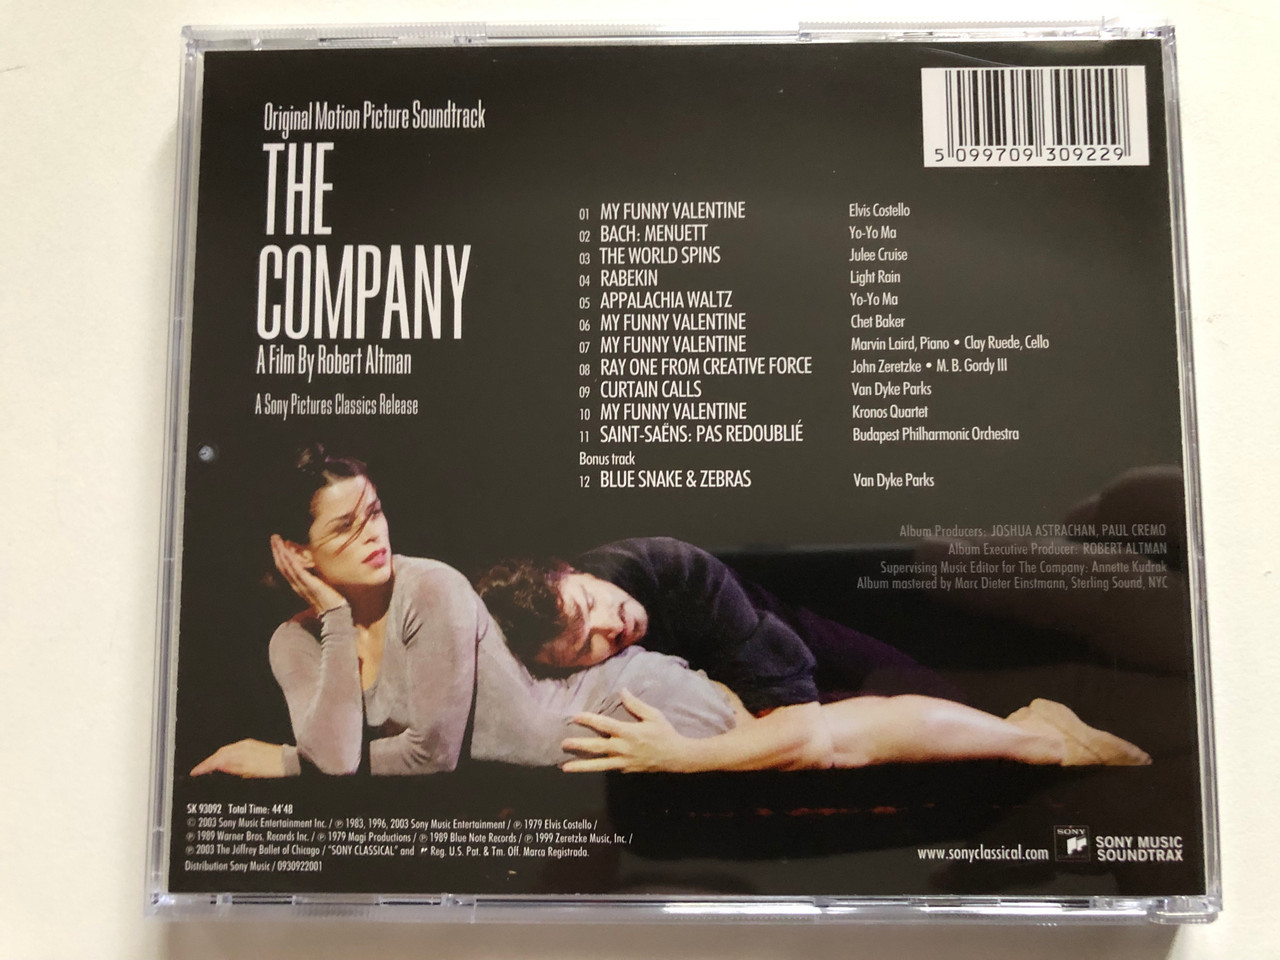 Original Motion Picture Soundtrack
THE
COMPANY
A Film By Robert Altman
A Sony Pictures Classics Release
5 099709 309229
01 MY FUNNY VALENTINE Elvis Costello
02 BACH: MENUETT Yo-Yo Ma
03 THE WORLD SPINS Julee Cruise
04 RABEKIN Light Rain
05 APPALACHIA WALTZ Yo-Yo Ma
06 MY FUNNY VALENTINE Chet Baker
07 MY FUNNY VALENTINE Marvin Laird, Piano • Clay Ruede, Cello
08 RAY ONE FROM CREATIVE FORCE John Zeretzke • M. B. Gordy III
09 CURTAIN CALLS Van Dyke Parks
10 MY FUNNY VALENTINE Kronos Quartet
11 SAINT-SAËNS: PAS REDOUBLIÉ Budapest Philharmonic Orchestra
Bonus track
12 BLUE SNAKE & ZEBRAS Van Dyke Parks
Album Producers: JOSHUA ASTRACHAN, PAUL CREMO
Album Executive Producer: ROBERT ALTMAN
Supervising Music Editor for The Company: Annette Kudrak
Album mastered by Marc Dieter Einstmann, Sterling Sound, NYC
SK 93092 Total Time: 44'48
© 2003 Sony Music Entertainment Inc. / ℗ 1983, 1996, 2003 Sony Music Entertainment / ℗ 1979 Elvis Costello /
℗ 1989 Warner Bros. Records Inc. / ℗ 1979 Magi Productions / ℗ 1989 Blue Note Records / ℗ 1999 Zeretzke Music, Inc. /
℗ 2003 The Joffrey Ballet of Chicago / "SONY CLASSICAL" and Reg. U.S. Pat. & Tm. Off. Marca Registrada.
Distribution Sony Music / 0930922001
www.sonyclassical.com
SONY
SONY MUSIC
SOUNDTRAX